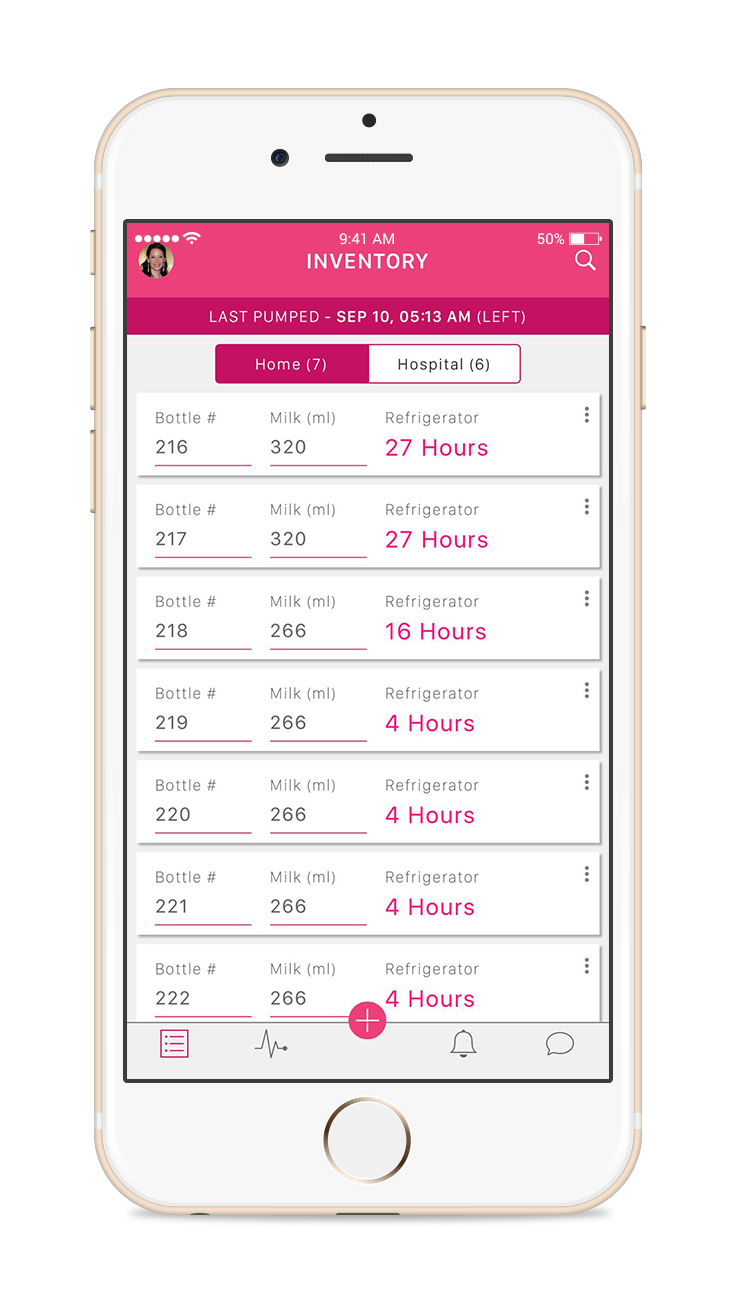 9:41 AM 50%
INVENTORY
LAST PUMPED - SEP 10, 05:13 AM (LEFT)
Home (7) Hospital (6)
Bottle # Milk (ml) Refrigerator
216 320 27 Hours
Bottle # Milk (ml) Refrigerator
217 320 27 Hours
Bottle # Milk (ml) Refrigerator
218 266 16 Hours
Bottle # Milk (ml) Refrigerator
219 266 4 Hours
Bottle # Milk (ml) Refrigerator
220 266 4 Hours
Bottle # Milk (ml) Refrigerator
221 266 4 Hours
Bottle # Milk (ml) Refrigerator
222 266 4 Hours